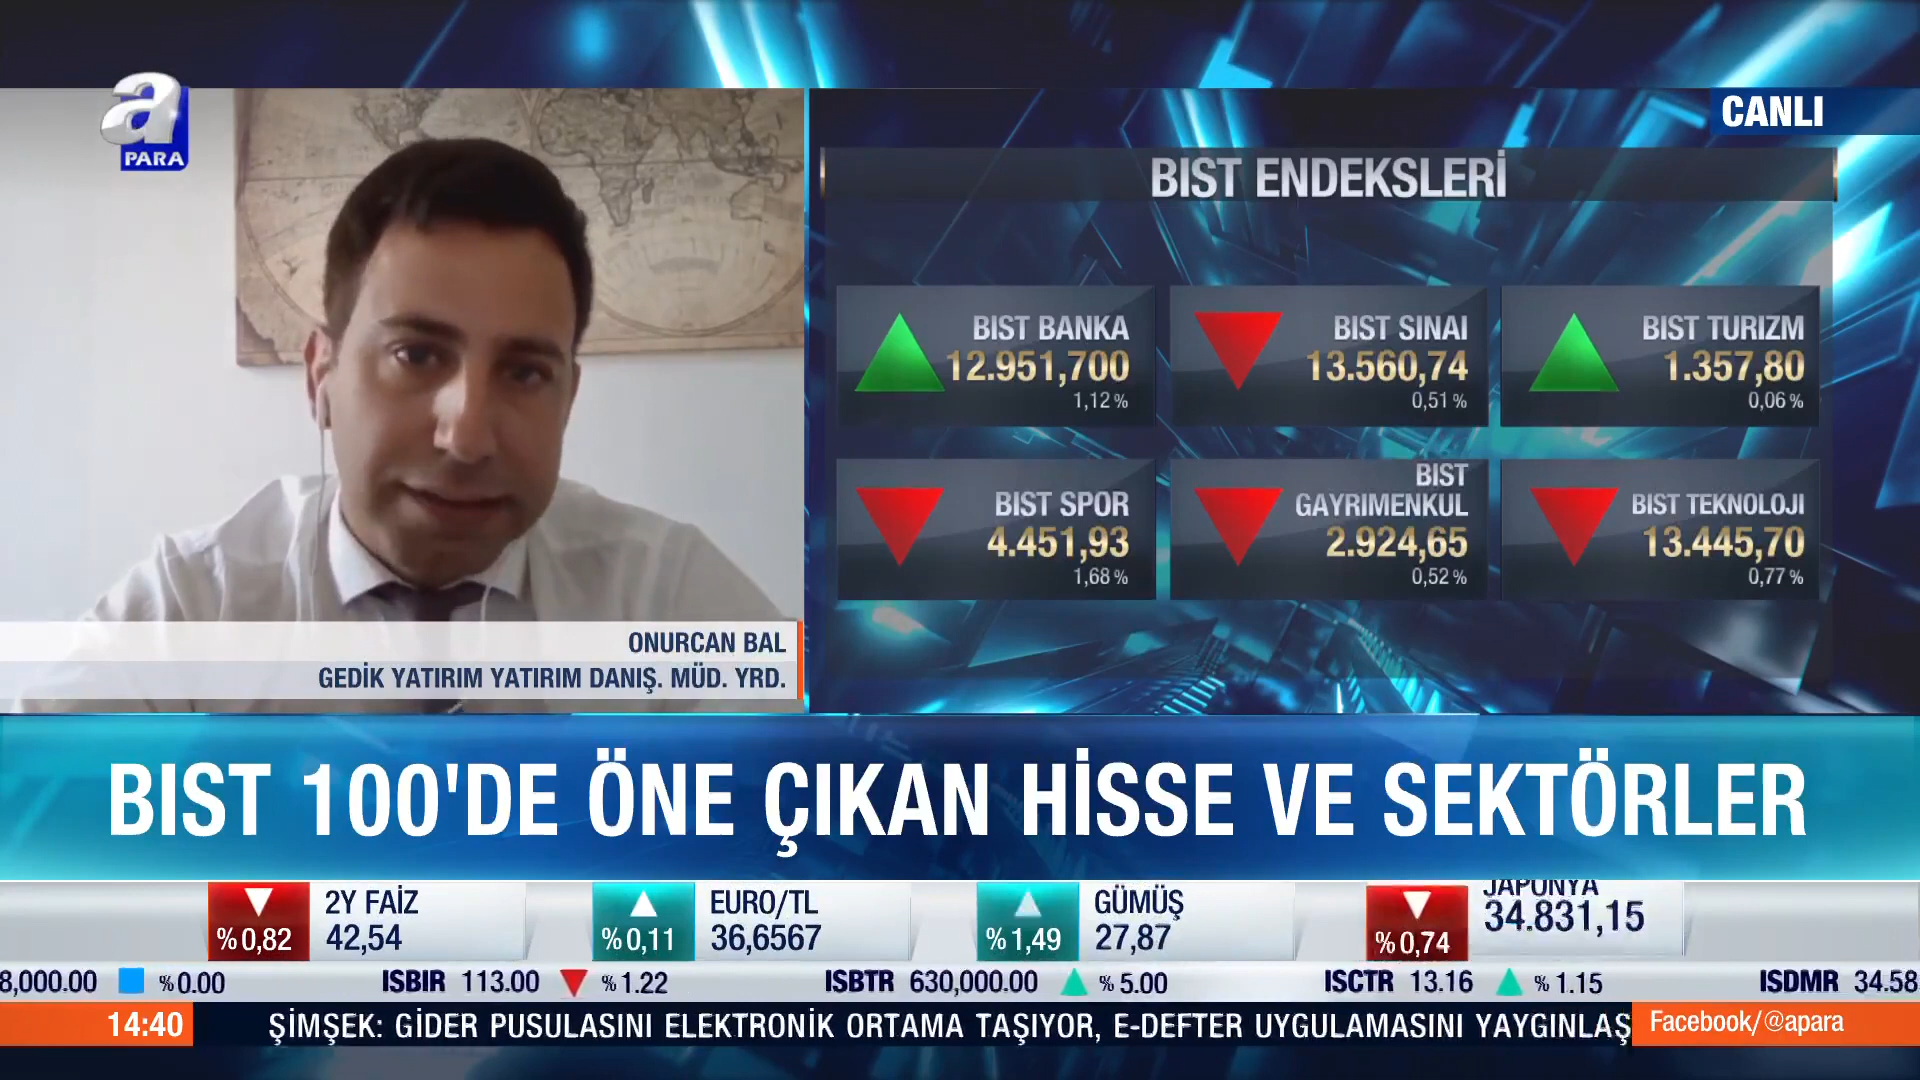 a
PARA
CANLI
BIST ENDEKSLERİ
BIST BANKA
12.951,700
1,12 %
BIST SINAI
13.560,74
0,51 %
BIST TURIZM
1.357,80
0,06 %
BIST SPOR
4.451,93
1,68 %
BIST
GAYRIMENKUL
2.924,65
0,52 %
BIST TEKNOLOJI
13.445,70
0,77 %
ONURCAN BAL
GEDİK YATIRIM YATIRIM DANIŞ. MÜD. YRD.
BIST 100'DE ÖNE ÇIKAN HİSSE VE SEKTÖRLER
%0,82
2Y FAİZ
42,54
%0,11
EURO/TL
36,6567
%1,49
GÜMÜŞ
27,87
%0,74
JAPONYA
34.831,15
8,000.00 %0.00 ISBIR 113.00 %1.22 ISBTR 630,000.00 %5.00 ISCTR 13.16 %1.15 ISDMR 34.58
14:40 ŞİMŞEK: GİDER PUSULASINI ELEKTRONİK ORTAMA TAŞIYOR, E-DEFTER UYGULAMASINI YAYGINLAŞ Facebook/@apara